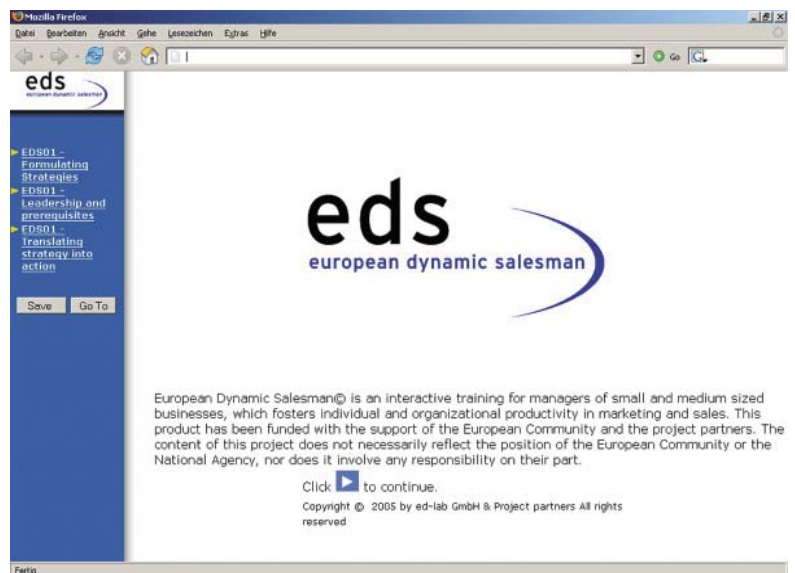 Mozilla Firefox
Datei Bearbeiten Ansicht Gehe Lesezeichen Extras Hilfe
Go
eds
european dynamic salesman
EDS01 -
Formulating
Strategies
EDS01 -
Leadership and
prerequisites
EDS01 -
Translating
strategy into
action
Save Go To
eds
european dynamic salesman
European Dynamic Salesman© is an interactive training for managers of small and medium sized
businesses, which fosters individual and organizational productivity in marketing and sales. This
product has been funded with the support of the European Community and the project partners. The
content of this project does not necessarily reflect the position of the European Community or the
National Agency, nor does it involve any responsibility on their part.
Click to continue.
Copyright © 2005 by ed-lab GmbH & Project partners All rights
reserved
Fertig